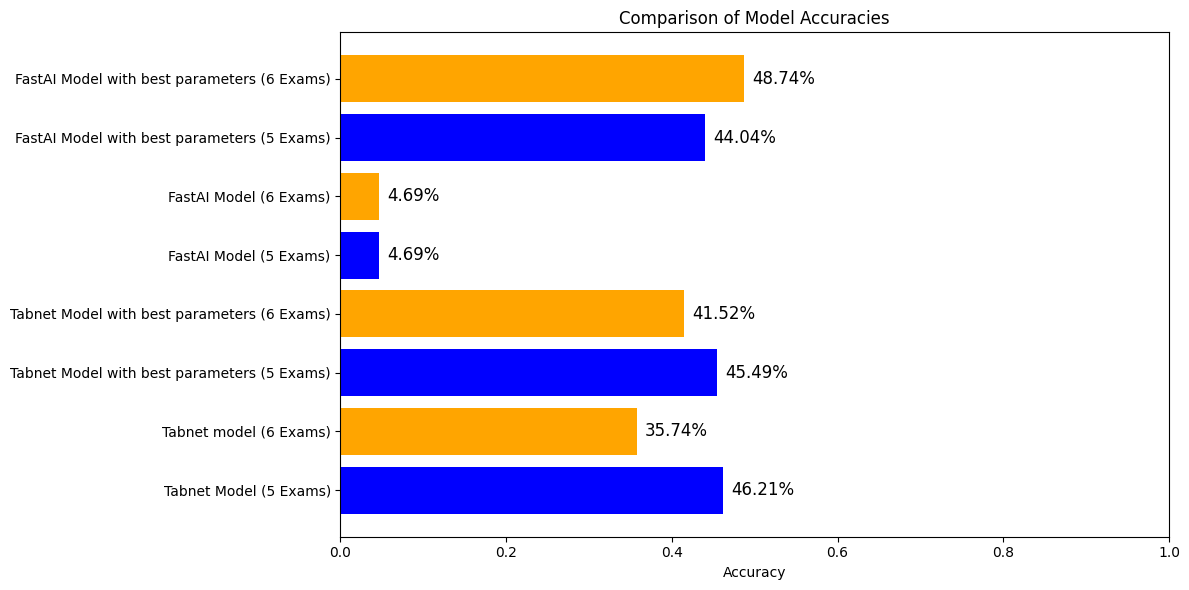 Comparison of Model Accuracies
FastAI Model with best parameters (6 Exams)
48.74%
FastAI Model with best parameters (5 Exams)
44.04%
FastAI Model (6 Exams)
4.69%
FastAI Model (5 Exams)
4.69%
Tabnet Model with best parameters (6 Exams)
41.52%
Tabnet Model with best parameters (5 Exams)
45.49%
Tabnet model (6 Exams)
35.74%
Tabnet Model (5 Exams)
46.21%
0.0 0.2 0.4 0.6 0.8 1.0
Accuracy